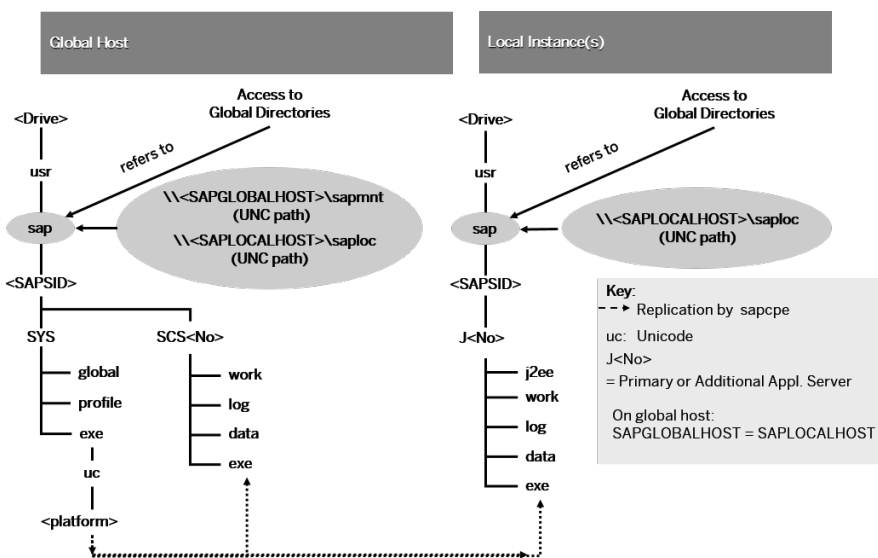 Global Host
Access to
Global Directories
<Drive>
refers to
usr
\\<SAPGLOBALHOST>\sapmnt
(UNC path)
\\<SAPLOCALHOST>\saploc
(UNC path)
sap
<SAPSID>
SYS
SCS<No>
global
profile
exe
work
log
data
exe
uc
<platform>
Local Instance(s)
Access to
Global Directories
<Drive>
refers to
usr
\\<SAPLOCALHOST>\saploc
(UNC path)
sap
<SAPSID>
J<No>
j2ee
work
log
data
exe
Key:
Replication by sapcpe
uc: Unicode
J<No>
= Primary or Additional Appl. Server
On global host:
SAPGLOBALHOST = SAPLOCALHOST